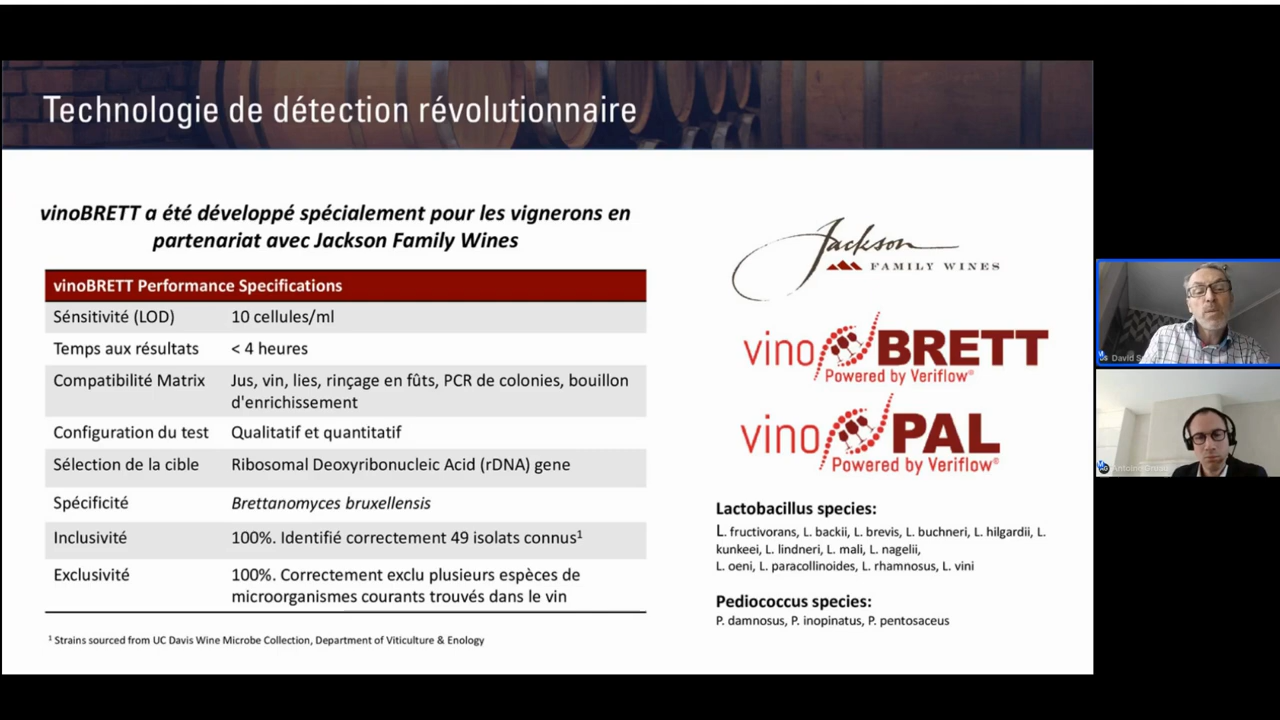 Technologie de détection révolutionnaire
vinoBRETT a été développé spécialement pour les vignerons en
partenariat avec Jackson Family Wines
vinoBRETT Performance Specifications
Sénsitivité (LOD) 10 cellules/ml
Temps aux résultats < 4 heures
Compatibilité Matrix Jus, vin, lies, rinçage en fûts, PCR de colonies, bouillon
d'enrichissement
Configuration du test Qualitatif et quantitatif
Sélection de la cible Ribosomal Deoxyribonucleic Acid (rDNA) gene
Spécificité Brettanomyces bruxellensis
Inclusivité 100%. Identifié correctement 49 isolats connus¹
Exclusivité 100%. Correctement exclu plusieurs espèces de
microorganismes courants trouvés dans le vin
¹ Strains sourced from UC Davis Wine Microbe Collection, Department of Viticulture & Enology
Jackson
FAMILY WINES
vino BRETT
Powered by Veriflow®
vino PAL
Powered by Veriflow®
Lactobacillus species:
L. fructivorans, L. backii, L. brevis, L. buchneri, L. hilgardii, L.
kunkeei, L. lindneri, L. mali, L. nagelii,
L. oeni, L. paracollinoides, L. rhamnosus, L. vini
Pediococcus species:
P. damnosus, P. inopinatus, P. pentosaceus
David
Antoine